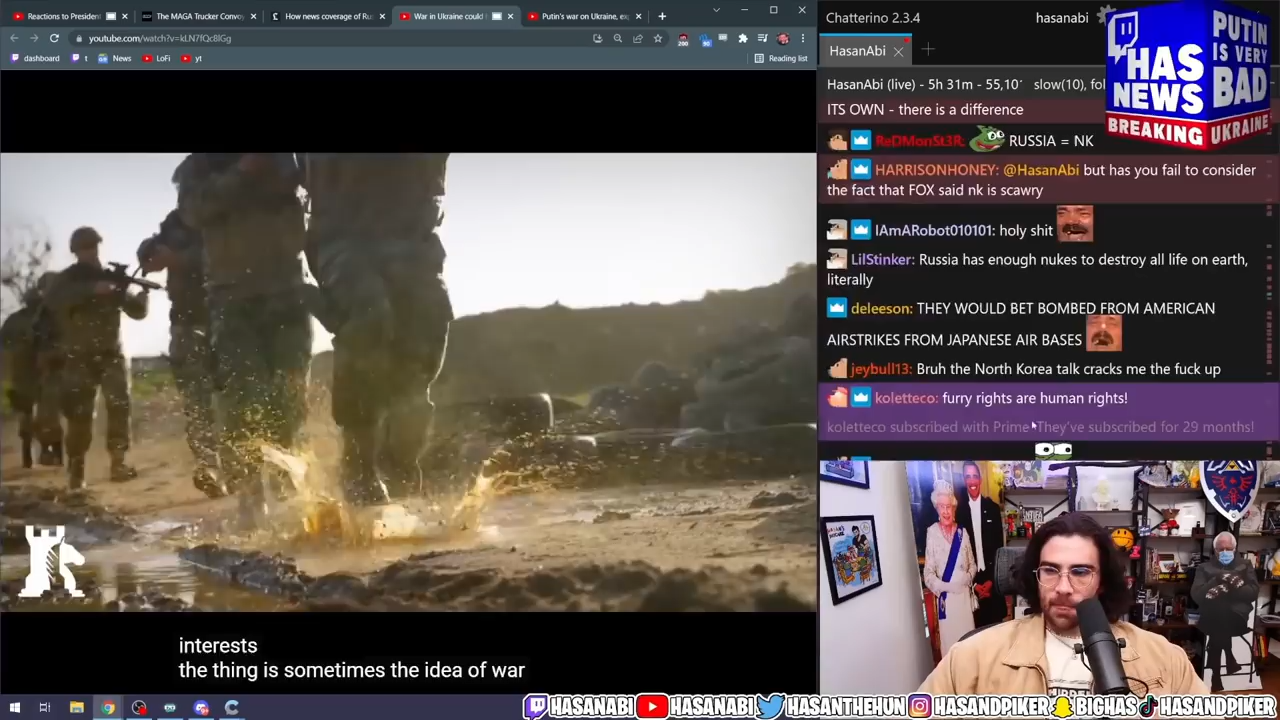 Reactions to President
The MAGA Trucker Convo
How news coverage of Ru
War in Ukraine could
Putin's war on Ukraine, ex
youtube.com/watch?v=kLN7fQc8lGg
dashboard
t
News
LoFi
yt
Reading list
interests
the thing is sometimes the idea of war
Chatterino 2.3.4
hasanabi
HasanAbi
HasanAbi (live) - 5h 31m - 55,10
slow(10), fol
ITS OWN - there is a difference
ReDMonSt3R: RUSSIA = NK
HARRISONHONEY: @HasanAbi but has you fail to consider
the fact that FOX said nk is scawry
IAmARobot010101: holy shit
LilStinker: Russia has enough nukes to destroy all life on earth,
literally
deleeson: THEY WOULD BET BOMBED FROM AMERICAN
AIRSTRIKES FROM JAPANESE AIR BASES
jeybull13: Bruh the North Korea talk cracks me the fuck up
koletteco: furry rights are human rights!
koletteco subscribed with Prime. They've subscribed for 29 months!
HAS
NEWS
BREAKING
PUTIN
IS VERY
BAD
UKRAINE
HASANABI
HASANABI
HASANTHEHUN
HASANDPIKER
BIGHAS
HASANDPIKER